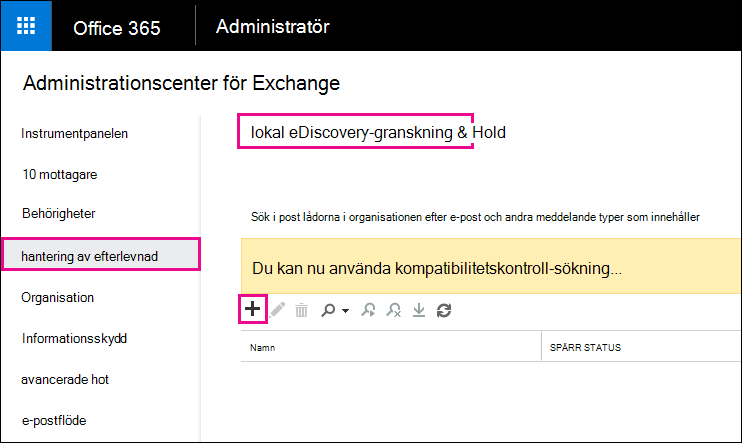 Office 365
Administratör
Administrationscenter för Exchange
Instrumentpanelen
10 mottagare
Behörigheter
hantering av efterlevnad
Organisation
Informationsskydd
avancerade hot
e-postflöde
lokal eDiscovery-granskning & Hold
Sök i post lådorna i organisationen efter e-post och andra meddelande typer som innehåller
Du kan nu använda kompatibilitetskontroll-sökning...
Namn
SPÄRR STATUS